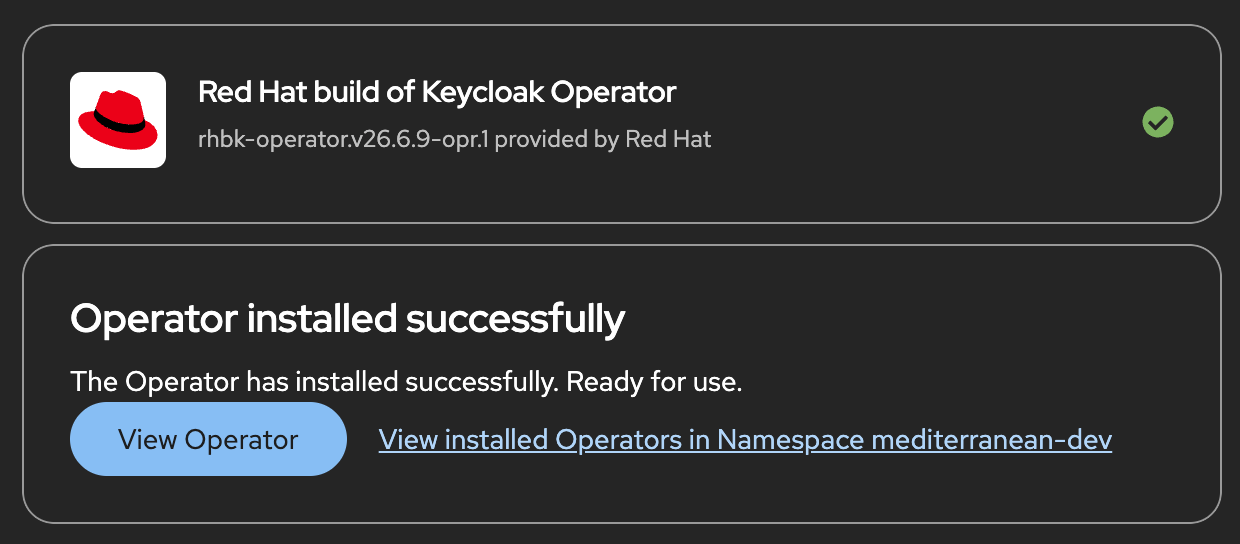 Red Hat build of Keycloak Operator
rhbk-operator.v26.6.9-opr.1 provided by Red Hat
Operator installed successfully
The Operator has installed successfully. Ready for use.
View Operator
View installed Operators in Namespace mediterranean-dev